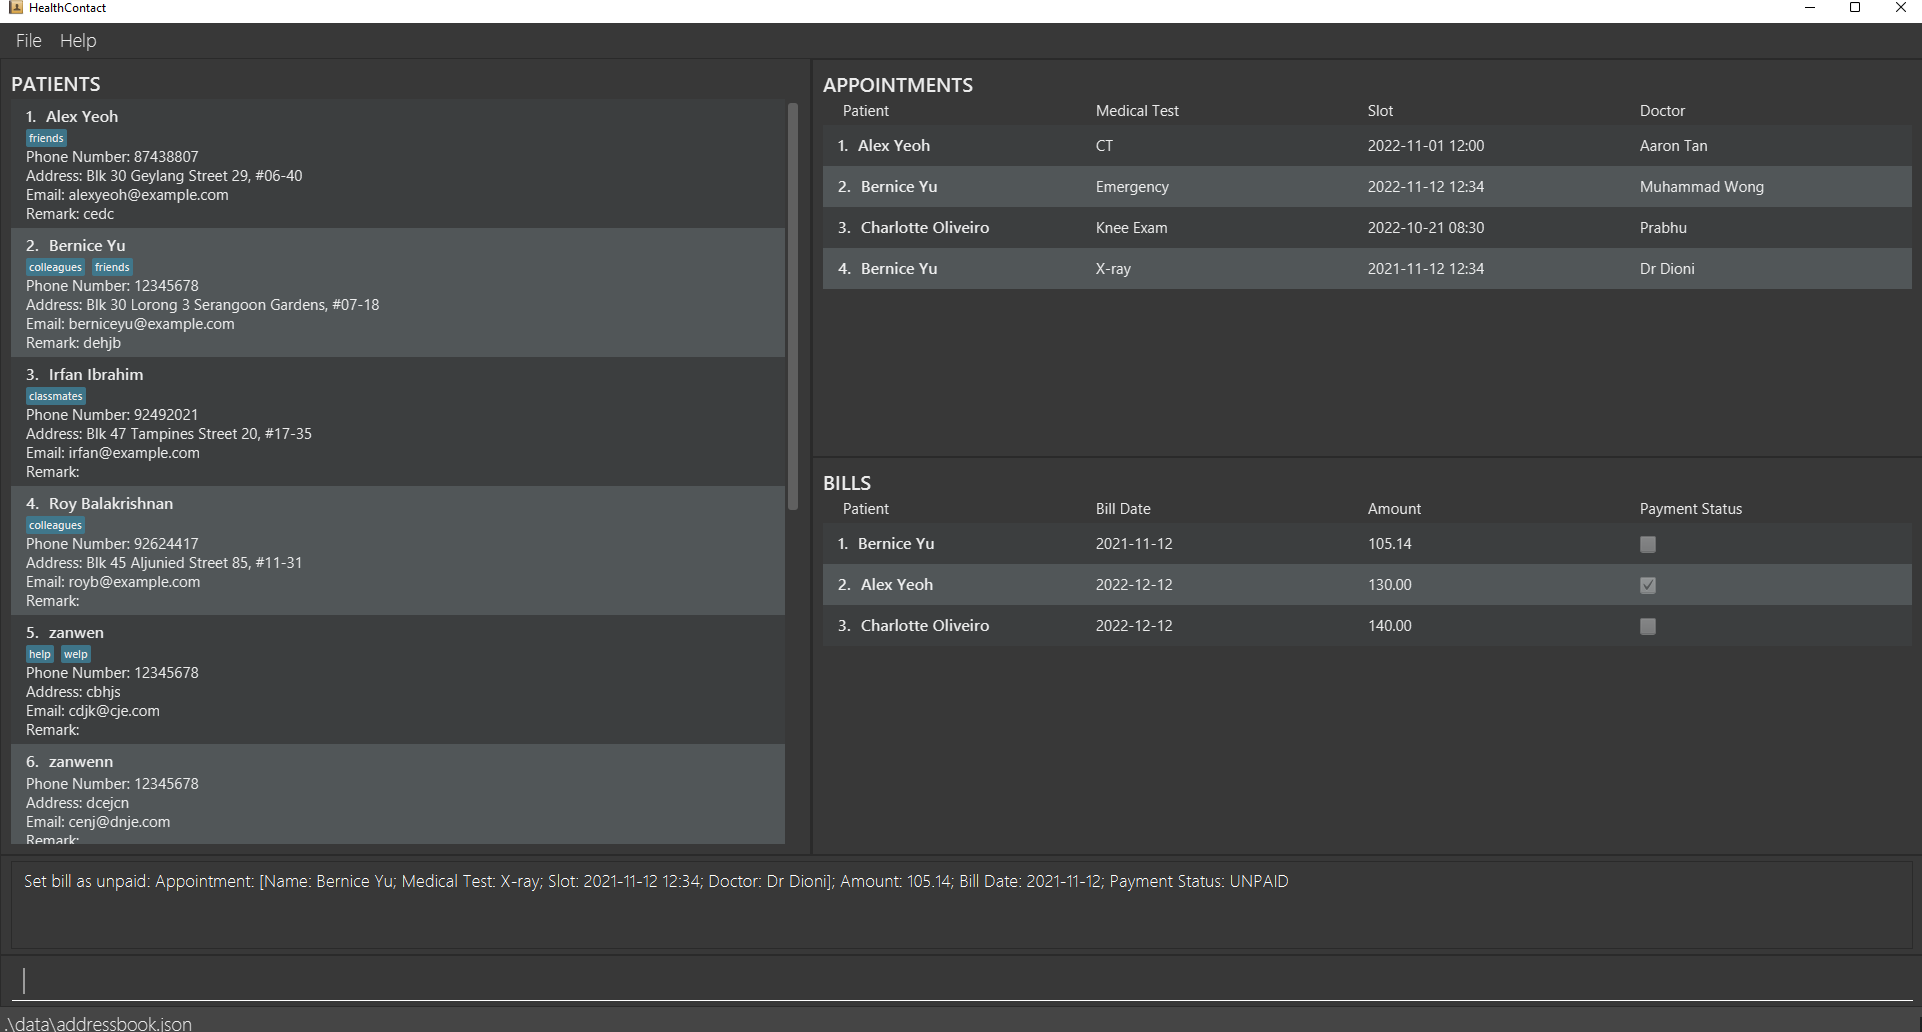 HealthContact
File Help
PATIENTS
1. Alex Yeoh
friends
Phone Number: 87438807
Address: Blk 30 Geylang Street 29, #06-40
Email: alexyeoh@example.com
Remark: cedc
2. Bernice Yu
colleagues friends
Phone Number: 12345678
Address: Blk 30 Lorong 3 Serangoon Gardens, #07-18
Email: berniceyu@example.com
Remark: dehjb
3. Irfan Ibrahim
classmates
Phone Number: 92492021
Address: Blk 47 Tampines Street 20, #17-35
Email: irfan@example.com
Remark:
4. Roy Balakrishnan
colleagues
Phone Number: 92624417
Address: Blk 45 Aljunied Street 85, #11-31
Email: royb@example.com
Remark:
5. zanwen
help welp
Phone Number: 12345678
Address: cbhjs
Email: cdjk@cje.com
Remark:
6. zanwenn
Phone Number: 12345678
Address: dcejcn
Email: cenj@dnje.com
Remark:
APPOINTMENTS
Patient Medical Test Slot Doctor
1. Alex Yeoh CT 2022-11-01 12:00 Aaron Tan
2. Bernice Yu Emergency 2022-11-12 12:34 Muhammad Wong
3. Charlotte Oliveiro Knee Exam 2022-10-21 08:30 Prabhu
4. Bernice Yu X-ray 2021-11-12 12:34 Dr Dioni
BILLS
Patient Bill Date Amount Payment Status
1. Bernice Yu 2021-11-12 105.14
2. Alex Yeoh 2022-12-12 130.00
3. Charlotte Oliveiro 2022-12-12 140.00
Set bill as unpaid: Appointment: [Name: Bernice Yu; Medical Test: X-ray; Slot: 2021-11-12 12:34; Doctor: Dr Dioni]; Amount: 105.14; Bill Date: 2021-11-12; Payment Status: UNPAID
.\data\addressbook.json